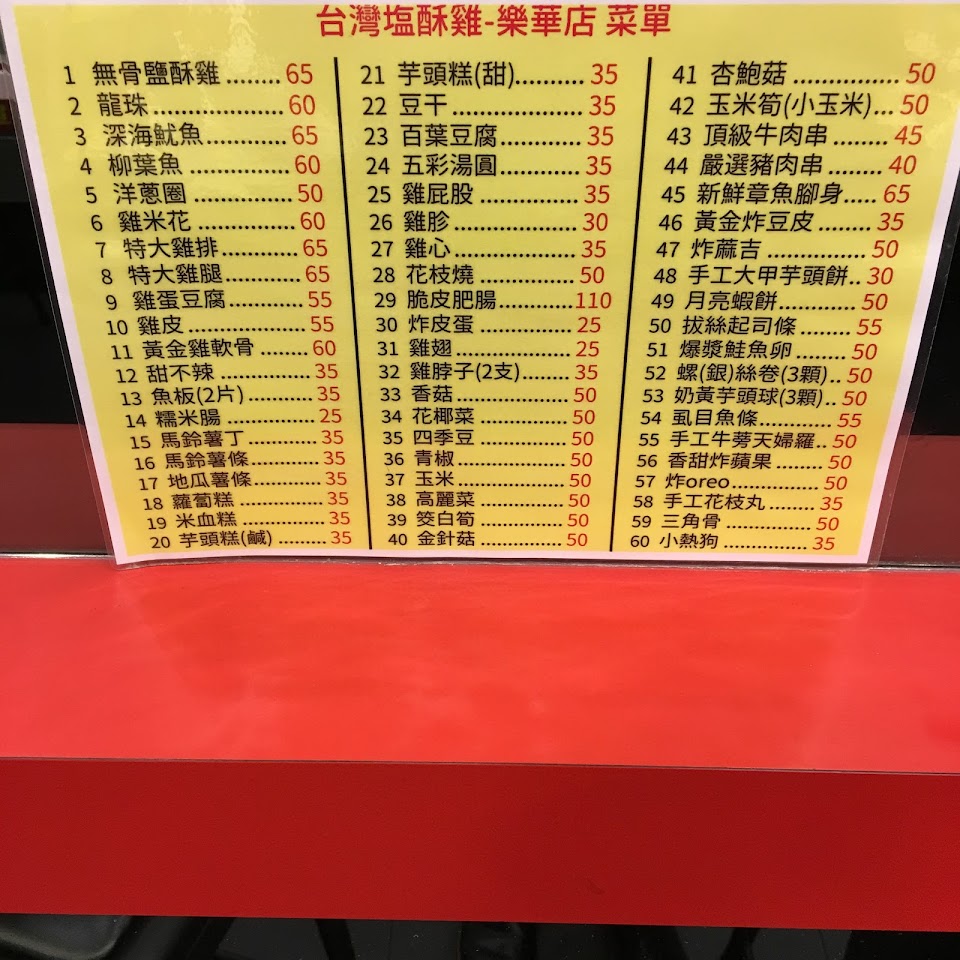 台灣塩酥雞-樂華店 菜單
1 無骨鹽酥雞........65
2 龍珠....................60
3 深海魷魚............65
4 柳葉魚...............60
5 洋蔥圈...............50
6 雞米花...............60
7 特大雞排............65
8 特大雞腿............65
9 雞蛋豆腐............55
10 雞皮..................55
11 黃金雞軟骨........60
12 甜不辣...............35
13 魚板(2片)..........35
14 糯米腸...............25
15 馬鈴薯丁............35
16 馬鈴薯條............35
17 地瓜薯條............35
18 蘿蔔糕...............35
19 米血糕...............35
20 芋頭糕(鹹).........35
21 芋頭糕(甜)..........35
22 豆干..................35
23 百葉豆腐............35
24 五彩湯圓............35
25 雞屁股...............35
26 雞胗..................30
27 雞心..................35
28 花枝燒...............50
29 脆皮肥腸............110
30 炸皮蛋...............25
31 雞翅..................25
32 雞脖子(2支)........35
33 香菇..................50
34 花椰菜...............50
35 四季豆...............50
36 青椒..................50
37 玉米..................50
38 高麗菜...............50
39 筊白筍...............50
40 金針菇...............50
41 杏鮑菇...............50
42 玉米筍(小玉米)...50
43 頂級牛肉串........45
44 嚴選豬肉串........40
45 新鮮章魚腳身.....65
46 黃金炸豆皮........35
47 炸蔴吉...............50
48 手工大甲芋頭餅..30
49 月亮蝦餅............50
50 拔絲起司條........55
51 爆漿鮭魚卵........50
52 螺(銀)絲卷(3顆)..50
53 奶黃芋頭球(3顆)..50
54 虱目魚條............55
55 手工牛蒡天婦羅..50
56 香甜炸蘋果........50
57 炸oreo...............50
58 手工花枝丸........35
59 三角骨...............50
60 小熱狗...............35